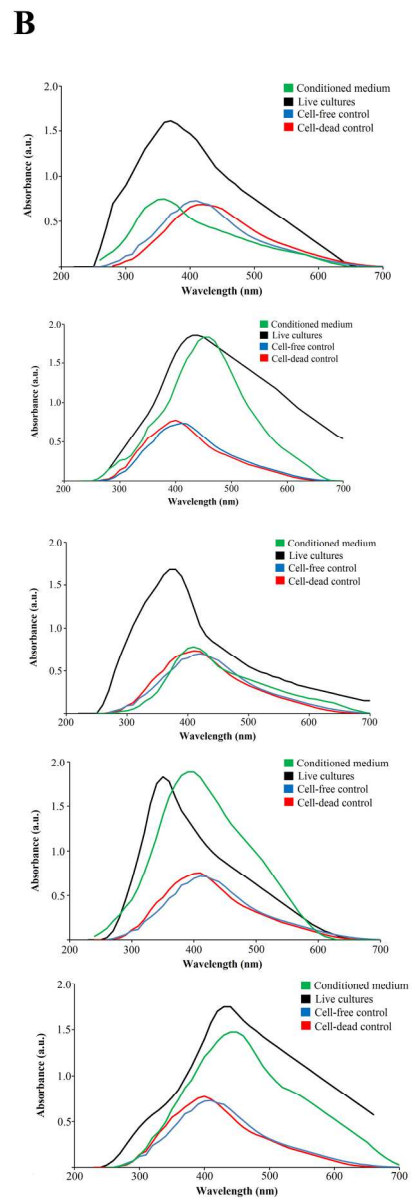 B
2.0
1.5
1.0
0.5
200
300
400
500
600
700
Absorbance (a.u.)
Wavelength (nm)
Conditioned medium
Live cultures
Cell-free control
Cell-dead control
2.0
1.5
1.0
0.5
200
300
400
500
600
700
Absorbance (a.u.)
Wavelength (nm)
Conditioned medium
Live cultures
Cell-free control
Cell-dead control
2.0
1.5
1.0
0.5
200
300
400
500
600
700
Absorbance (a.u.)
Wavelength (nm)
Conditioned medium
Live cultures
Cell-free control
Cell-dead control
2.0
1.5
1.0
0.5
200
300
400
500
600
700
Absorbance (a.u.)
Wavelength (nm)
Conditioned medium
Live cultures
Cell-free control
Cell-dead control
2.0
1.5
1.0
0.5
200
300
400
500
600
700
Absorbance (a.u.)
Wavelength (nm)
Conditioned medium
Live cultures
Cell-free control
Cell-dead control